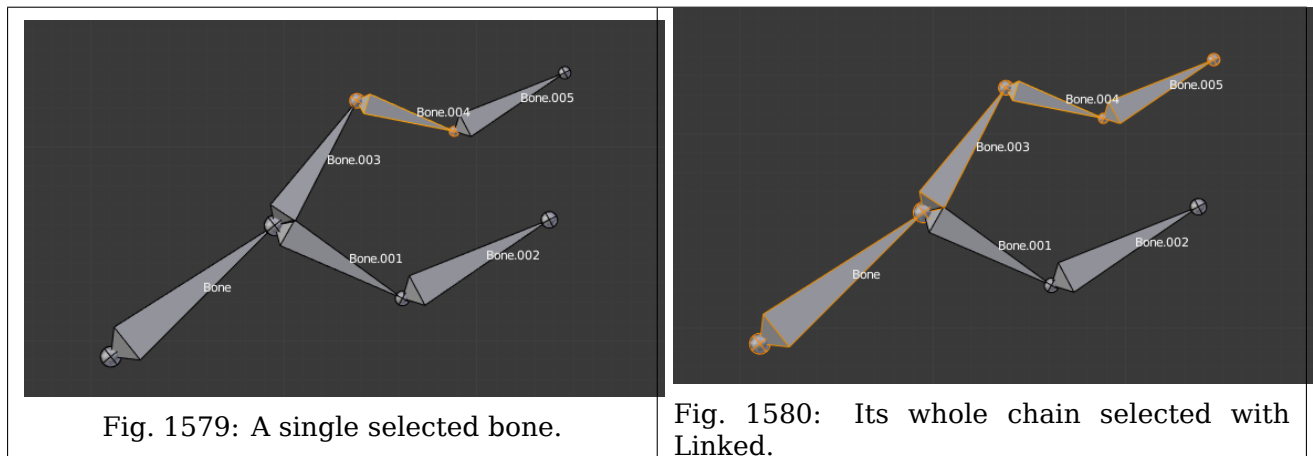 Bone.004
Bone.005
Bone.003
Bone.001
Bone.002
Bone
Fig. 1579: A single selected bone.
Bone.004
Bone.005
Bone.003
Bone.001
Bone.002
Bone
Fig. 1580: Its whole chain selected with
Linked.